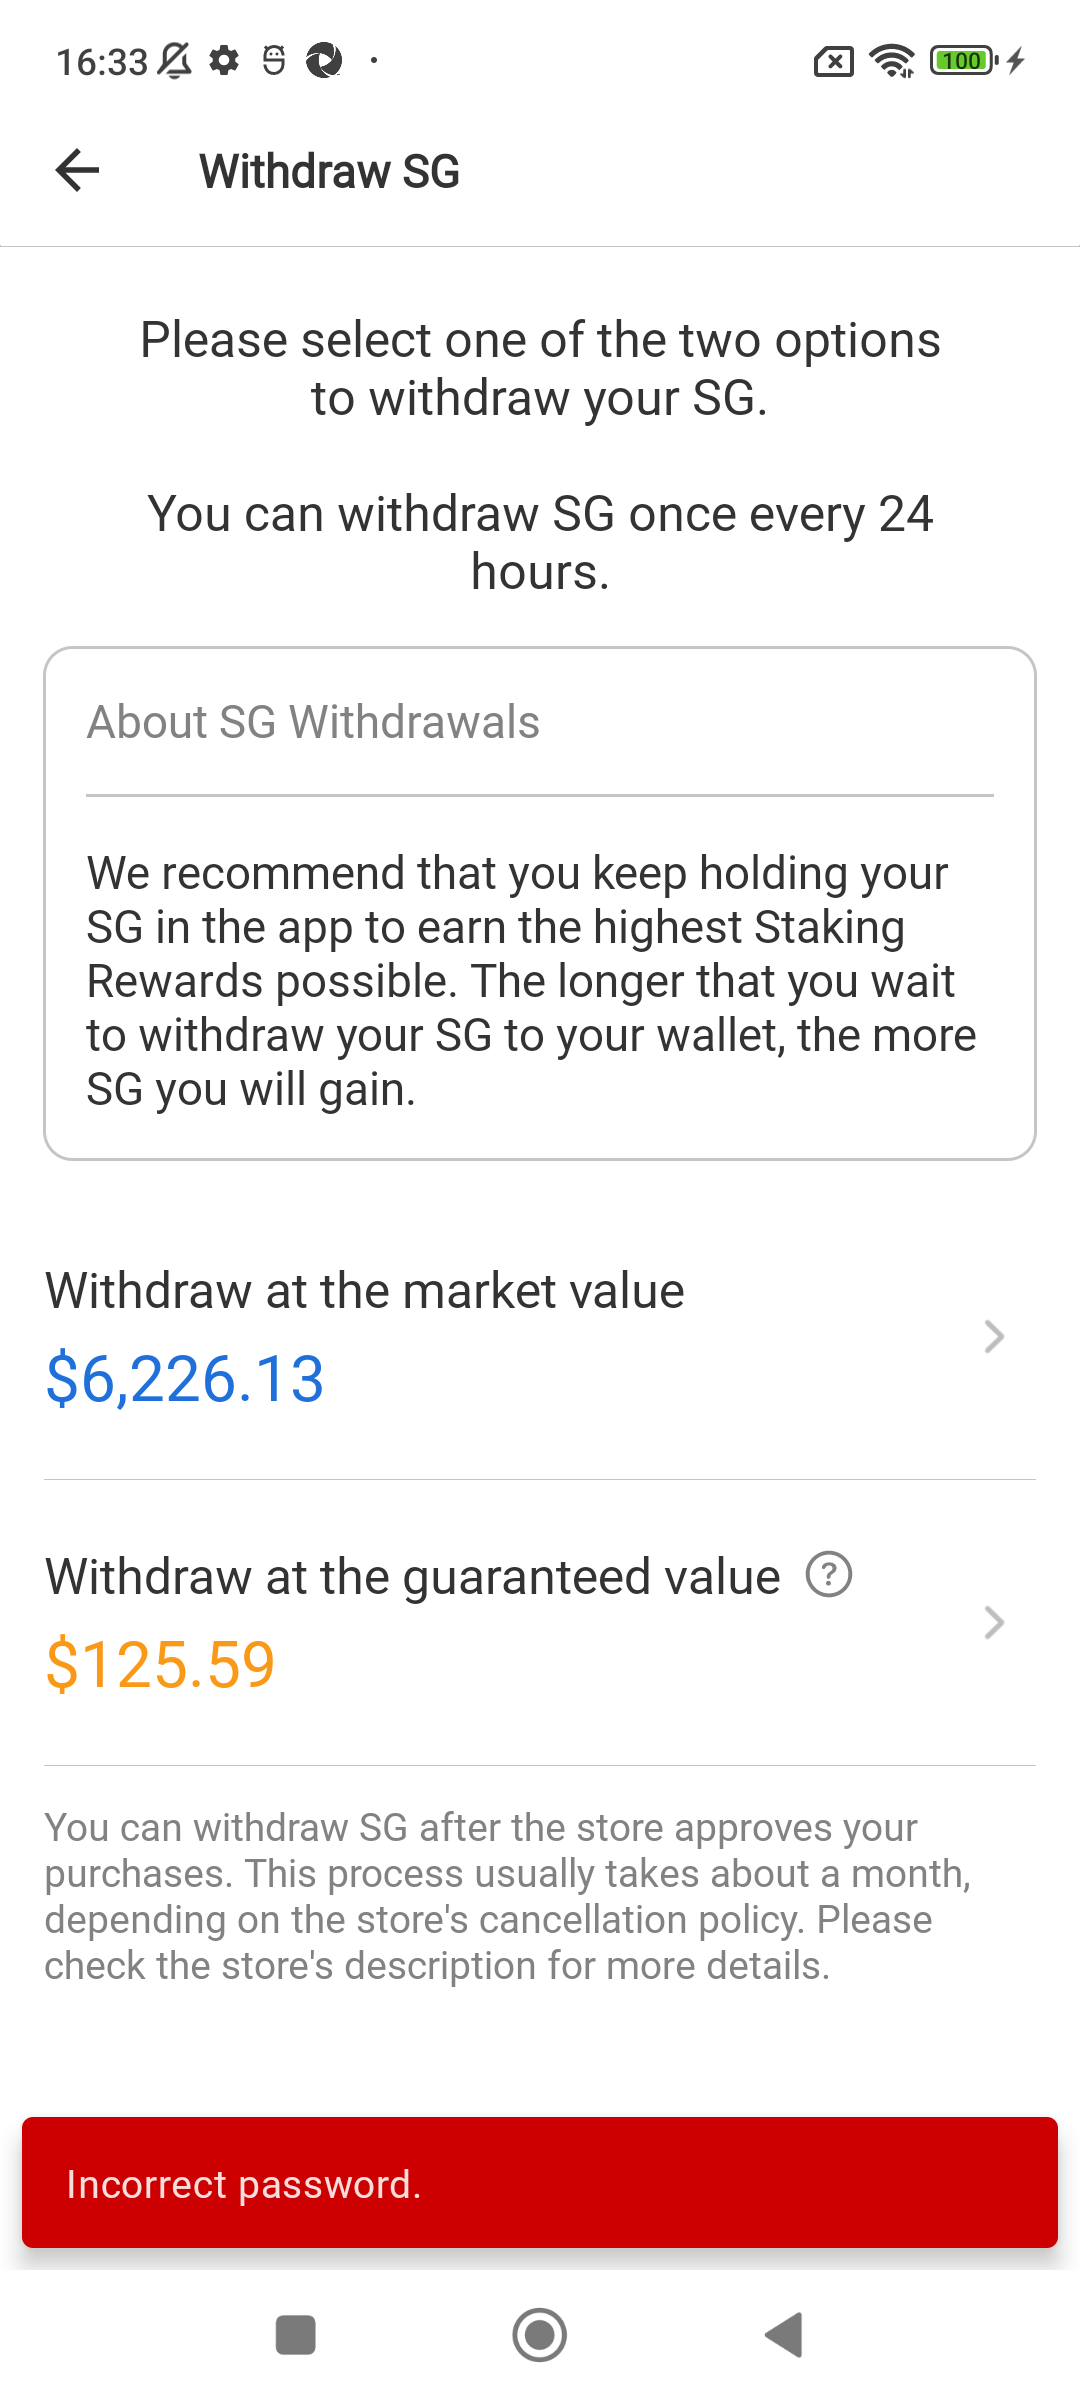 16:33
100
Withdraw SG
Please select one of the two options
to withdraw your SG.
You can withdraw SG once every 24
hours.
About SG Withdrawals
We recommend that you keep holding your
SG in the app to earn the highest Staking
Rewards possible. The longer that you wait
to withdraw your SG to your wallet, the more
SG you will gain.
Withdraw at the market value
$6,226.13
Withdraw at the guaranteed value ?
$125.59
You can withdraw SG after the store approves your
purchases. This process usually takes about a month,
depending on the store's cancellation policy. Please
check the store's description for more details.
Incorrect password.